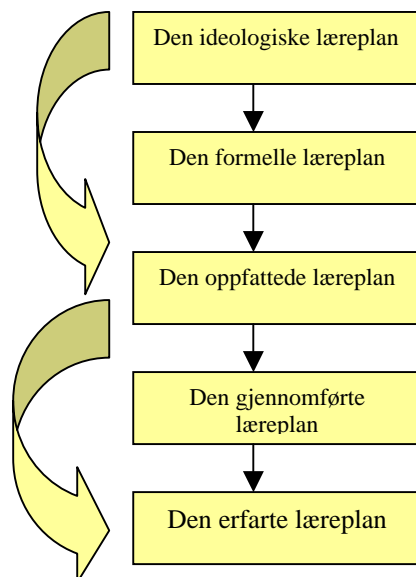 Den ideologiske læreplan
Den formelle læreplan
Den oppfattede læreplan
Den gjennomførte
læreplan
Den erfarte læreplan